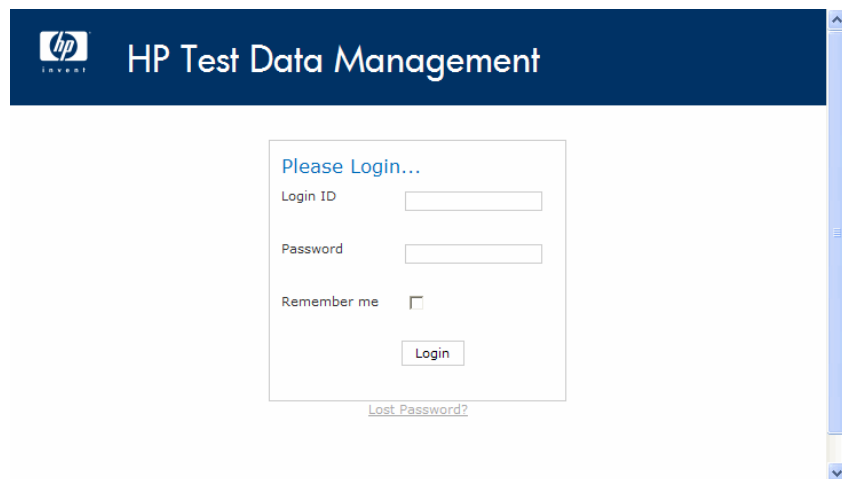 hp
invent
HP Test Data Management
Please Login...
Login ID
Password
Remember me
Login
Lost Password?